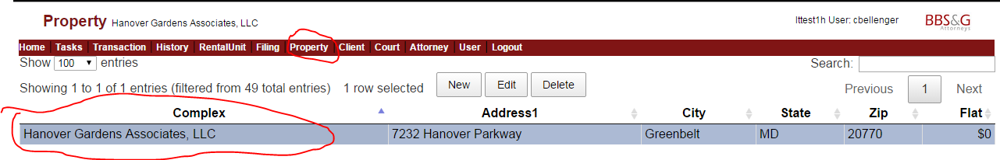 Property Hanover Gardens Associates, LLC lttest1h User: cbellenger BBS&G
Attorneys
Home Tasks Transaction History RentalUnit Filing Property Client Court Attorney User Logout
Show 100 entries Search:
Showing 1 to 1 of 1 entries (filtered from 49 total entries) 1 row selected New Edit Delete Previous 1 Next
Complex Address1 City State Zip Flat
Hanover Gardens Associates, LLC 7232 Hanover Parkway Greenbelt MD 20770 $0